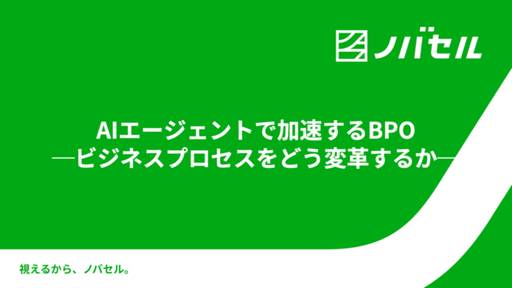 ノバセル
AIエージェントで加速するBPO
―ビジネスプロセスをどう変革するか―
視えるから、ノバセル。